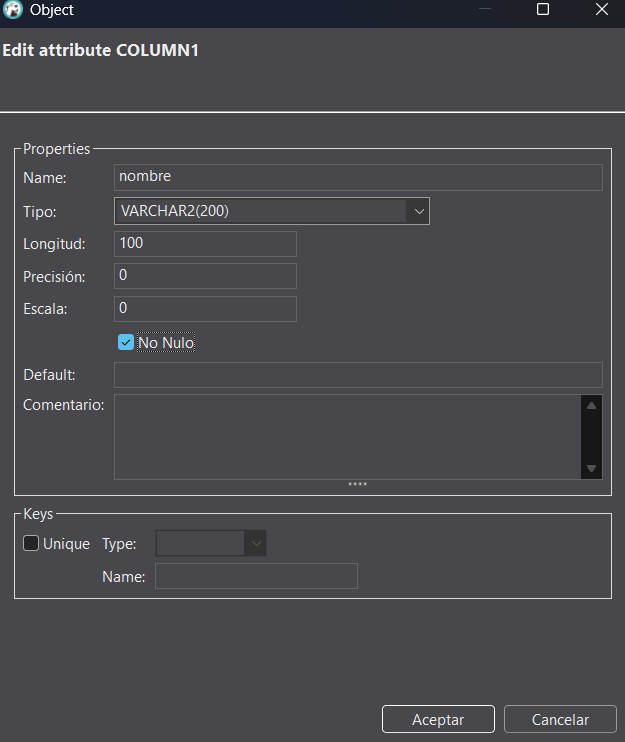 Object
Edit attribute COLUMN1
Properties
Name: nombre
Tipo: VARCHAR2(200)
Longitud: 100
Precisión: 0
Escala: 0
No Nulo
Default:
Comentario:
Keys
Unique Type:
Name:
Aceptar Cancelar